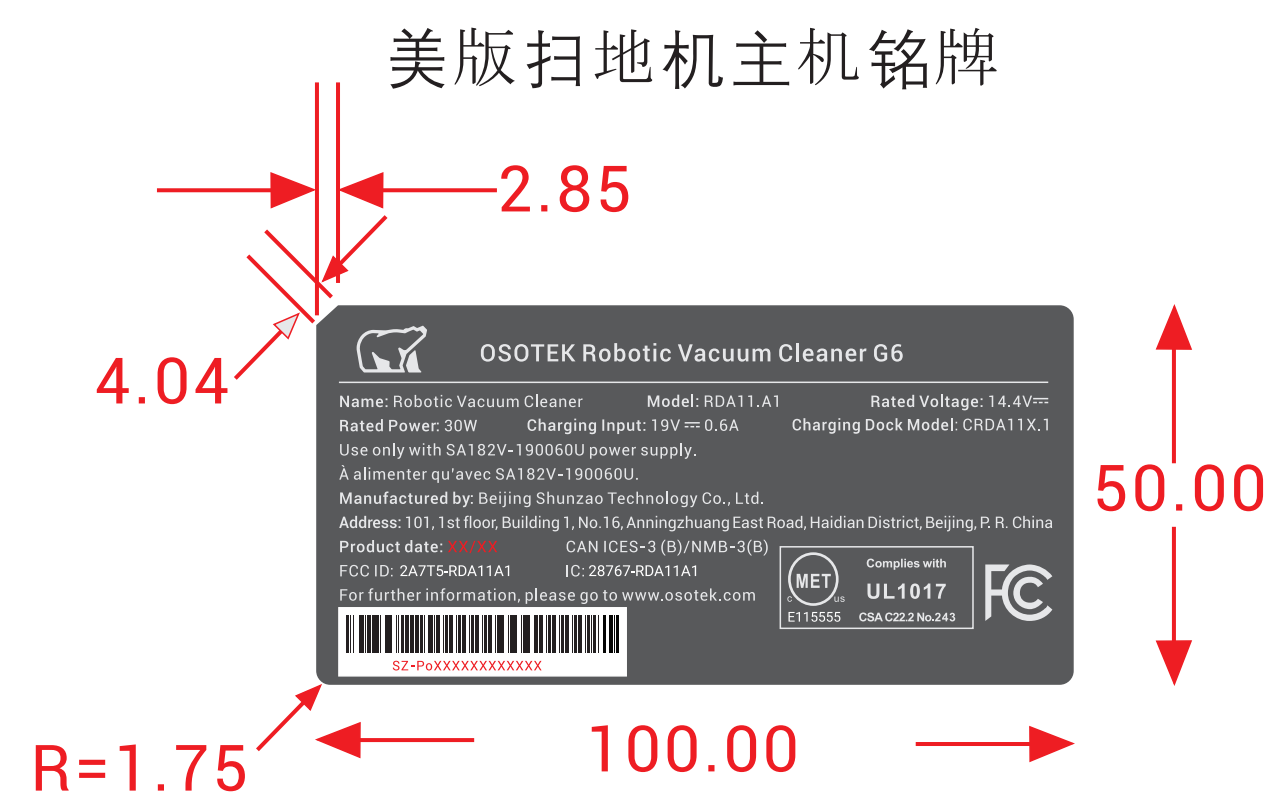 美版扫地机主机铭牌
2.85
4.04
OSOTEK Robotic Vacuum Cleaner G6
Name: Robotic Vacuum Cleaner Model: RDA11.A1 Rated Voltage: 14.4V⎓
Rated Power: 30W Charging Input: 19V ⎓ 0.6A Charging Dock Model: CRDA11X.1
Use only with SA182V-190060U power supply.
À alimenter qu'avec SA182V-190060U.
Manufactured by: Beijing Shunzao Technology Co., Ltd.
Address: 101, 1st floor, Building 1, No.16, Anningzhuang East Road, Haidian District, Beijing, P. R. China
Product date: XX/XX CAN ICES-3 (B)/NMB-3(B)
FCC ID: 2A7T5-RDA11A1 IC: 28767-RDA11A1
For further information, please go to www.osotek.com
MET
c us
E115555
Complies with
UL1017
CSA C22.2 No.243
FC
SZ-PoXXXXXXXXXXXX
50.00
100.00
R=1.75